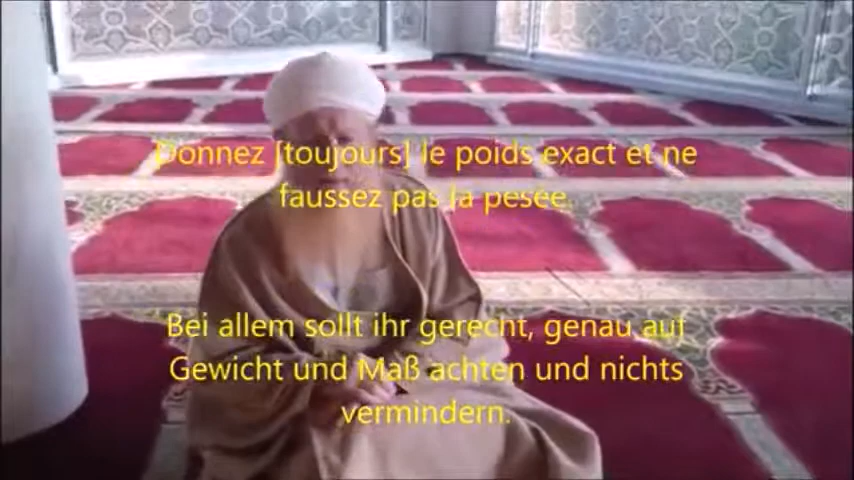 Donnez [toujours] le poids exact et ne
faussez pas la pesée.
Bei allem sollt ihr gerecht, genau auf
Gewicht und Maß achten und nichts
vermindern.